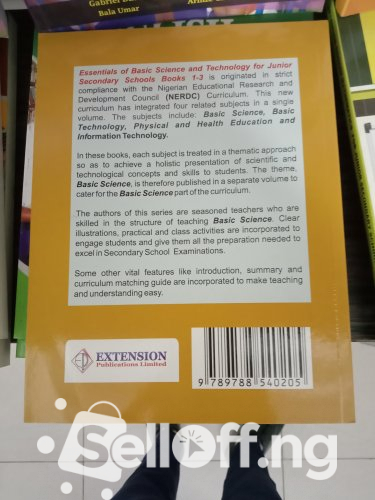 Gabriel
Bala Umar
Essentials of Basic Science and Technology for Junior
Secondary Schools Books 1-3 is originated in strict
compliance with the Nigerian Educational Research and
Development Council (NERDC) Curriculum. This new
curriculum has integrated four related subjects in a single
volume. The subjects include: Basic Science, Basic
Technology, Physical and Health Education and
Information Technology.
In these books, each subject is treated in a thematic approach
so as to achieve a holistic presentation of scientific and
technological concepts and skills to students. The theme,
Basic Science, is therefore published in a separate volume to
cater for the Basic Science part of the curriculum.
The authors of this series are seasoned teachers who are
skilled in the structure of teaching Basic Science. Clear
illustrations, practical and class activities are incorporated to
engage students and give them all the preparation needed to
excel in Secondary School Examinations.
Some other vital features like introduction, summary and
curriculum matching guide are incorporated to make teaching
and understanding easy.
EXTENSION
Publications Limited
9 789788 540205
SellOff.ng